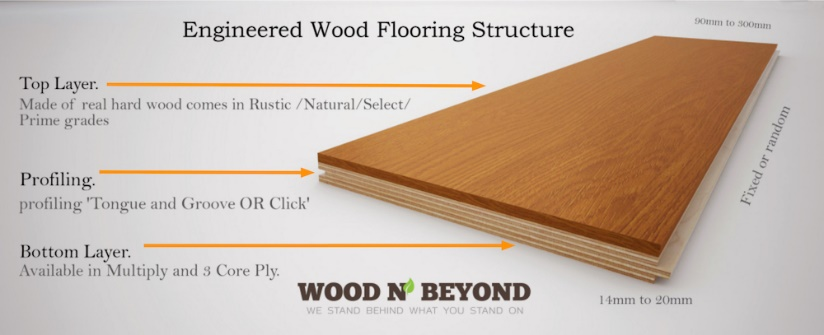 Engineered Wood Flooring Structure
90mm to 300mm
Top Layer.
Made of real hard wood comes in Rustic /Natural/Select/
Prime grades
Fixed or random
Profiling.
profiling 'Tongue and Groove OR Click'
Bottom Layer.
Available in Multiply and 3 Core Ply.
WOOD N' BEYOND
WE STAND BEHIND WHAT YOU STAND ON
14mm to 20mm